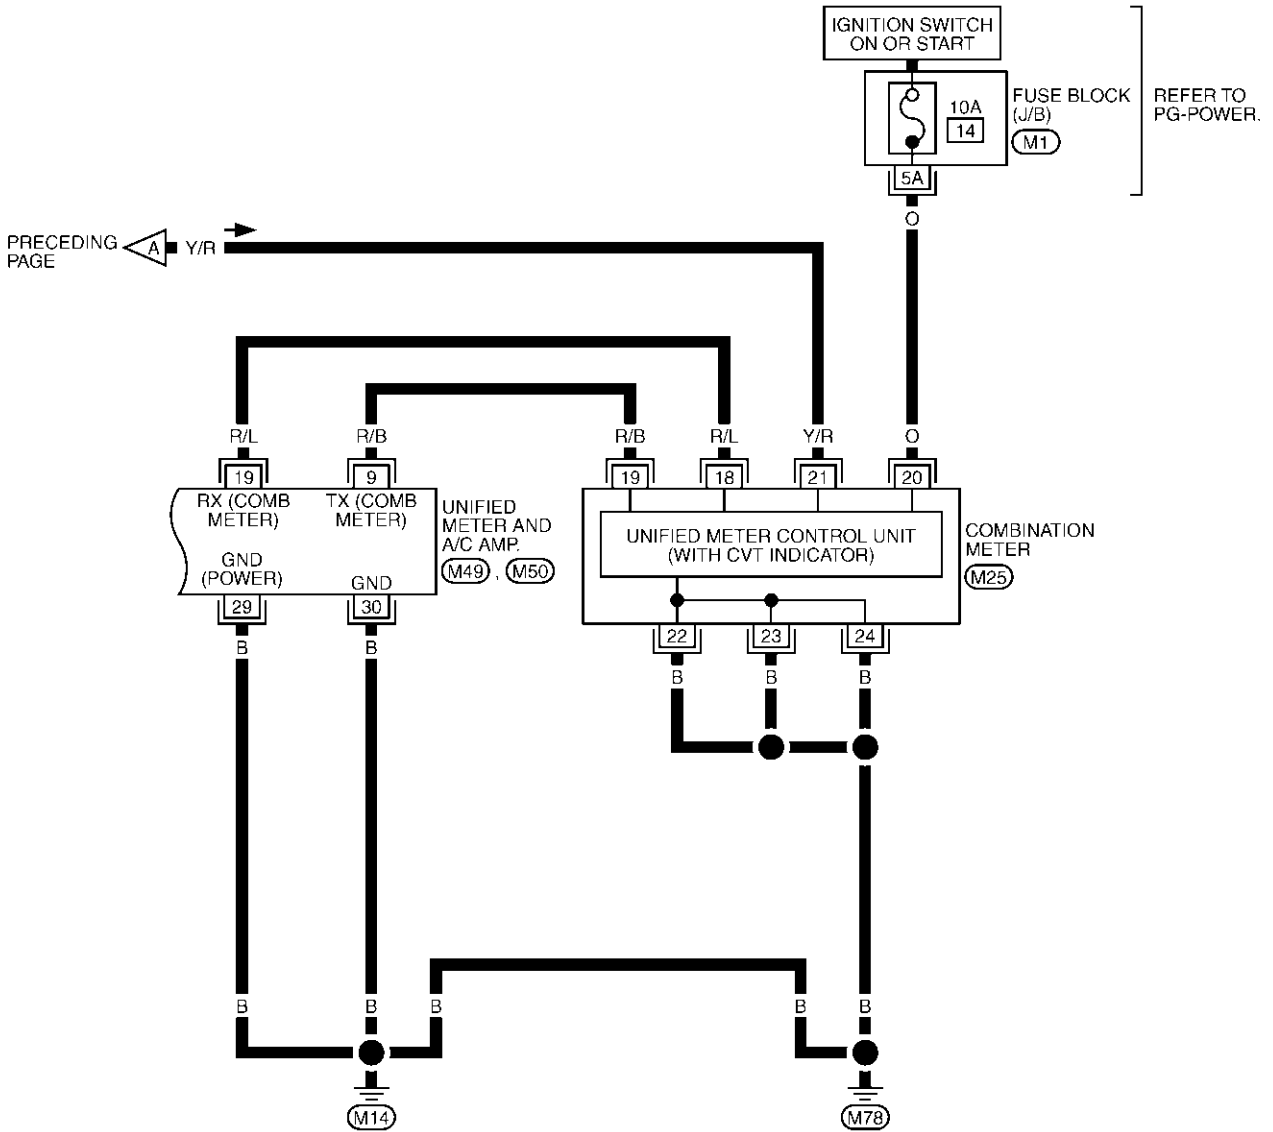 IGNITION SWITCH
ON OR START
FUSE BLOCK
(J/B)
M1
10A
14
REFER TO
PG-POWER.
5A
O
PRECEDING
PAGE
A
Y/R
R/L
R/B
R/B
R/L
Y/R
O
19
9
19
18
21
20
RX (COMB
METER)
TX (COMB
METER)
GND
(POWER)
GND
UNIFIED
METER AND
A/C AMP.
M49 , M50
UNIFIED METER CONTROL UNIT
(WITH CVT INDICATOR)
COMBINATION
METER
M25
29
30
22
23
24
B
B
B
B
B
B
B
B
B
B
M14
M78